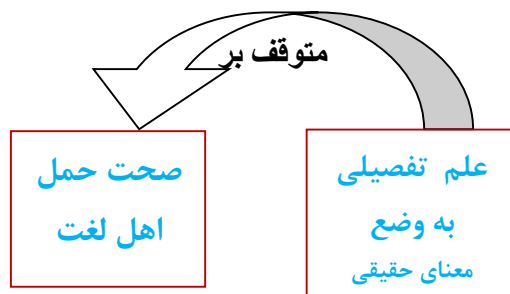 متوقف بر
علم تفصیلی
به وضع
معنای حقیقی
صحت حمل
اهل لغت